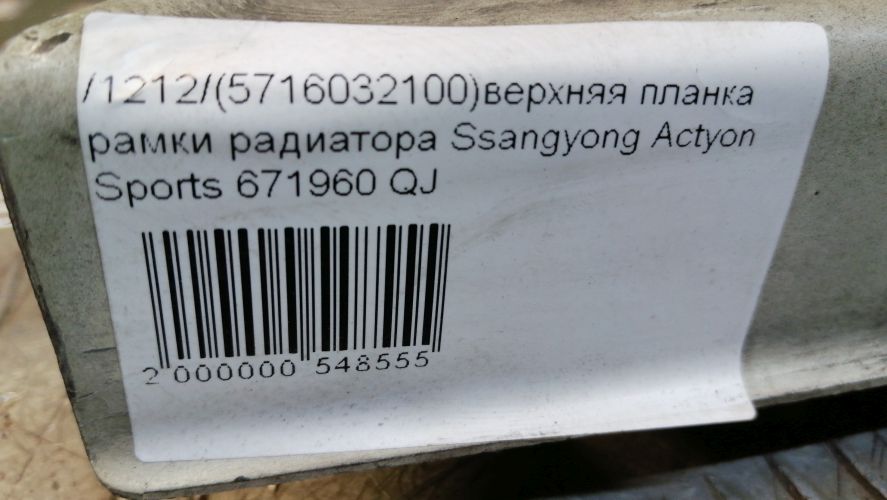 /1212/(5716032100)верхняя планка
рамки радиатора Ssangyong Actyon
Sports 671960 QJ
2 000000 548555